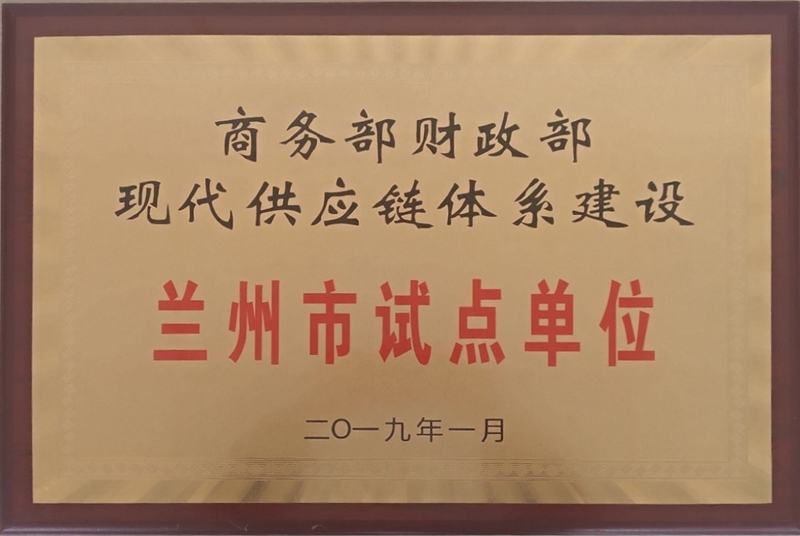 商务部财政部
现代供应链体系建设
兰州市试点单位
二〇一九年一月